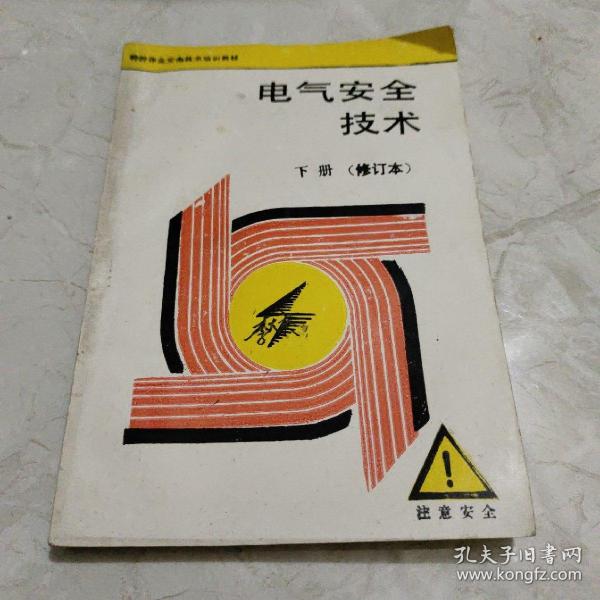 特种作业安全技术培训教材
电气安全
技术
下册（修订本）
!
注意安全
孔夫子旧书网
www.kongfz.com